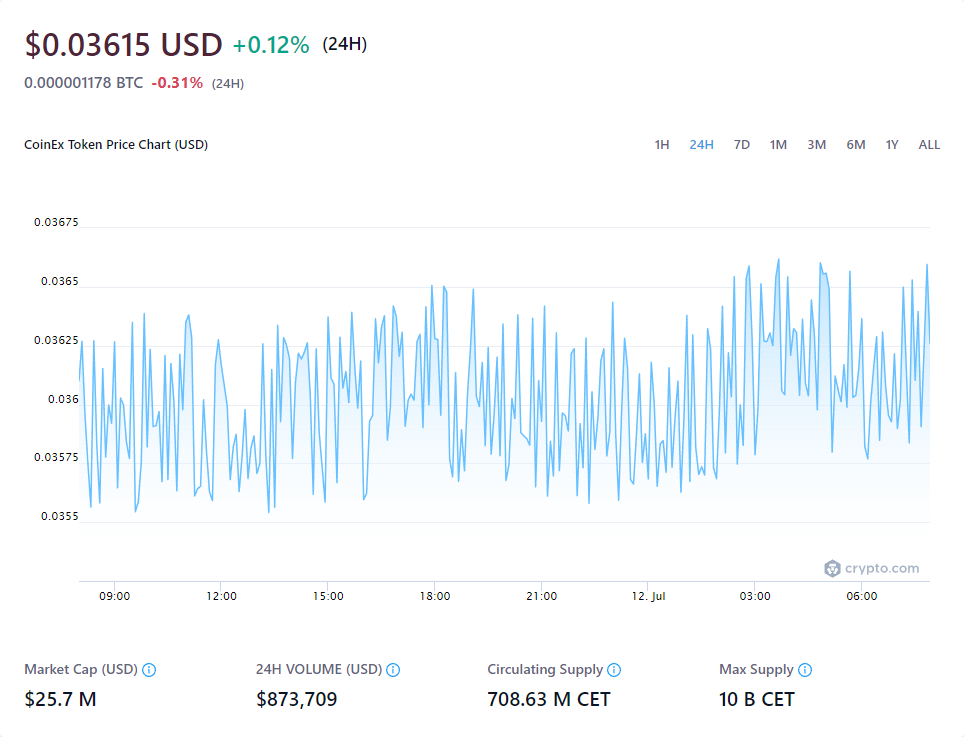 $0.03615 USD +0.12% (24H)
0.000001178 BTC -0.31% (24H)
CoinEx Token Price Chart (USD) 1H 24H 7D 1M 3M 6M 1Y ALL
0.03675
0.0365
0.03625
0.036
0.03575
0.0355
crypto.com
09:00 12:00 15:00 18:00 21:00 12. Jul 03:00 06:00
Market Cap (USD) 24H VOLUME (USD) Circulating Supply Max Supply
$25.7 M $873,709 708.63 M CET 10 B CET